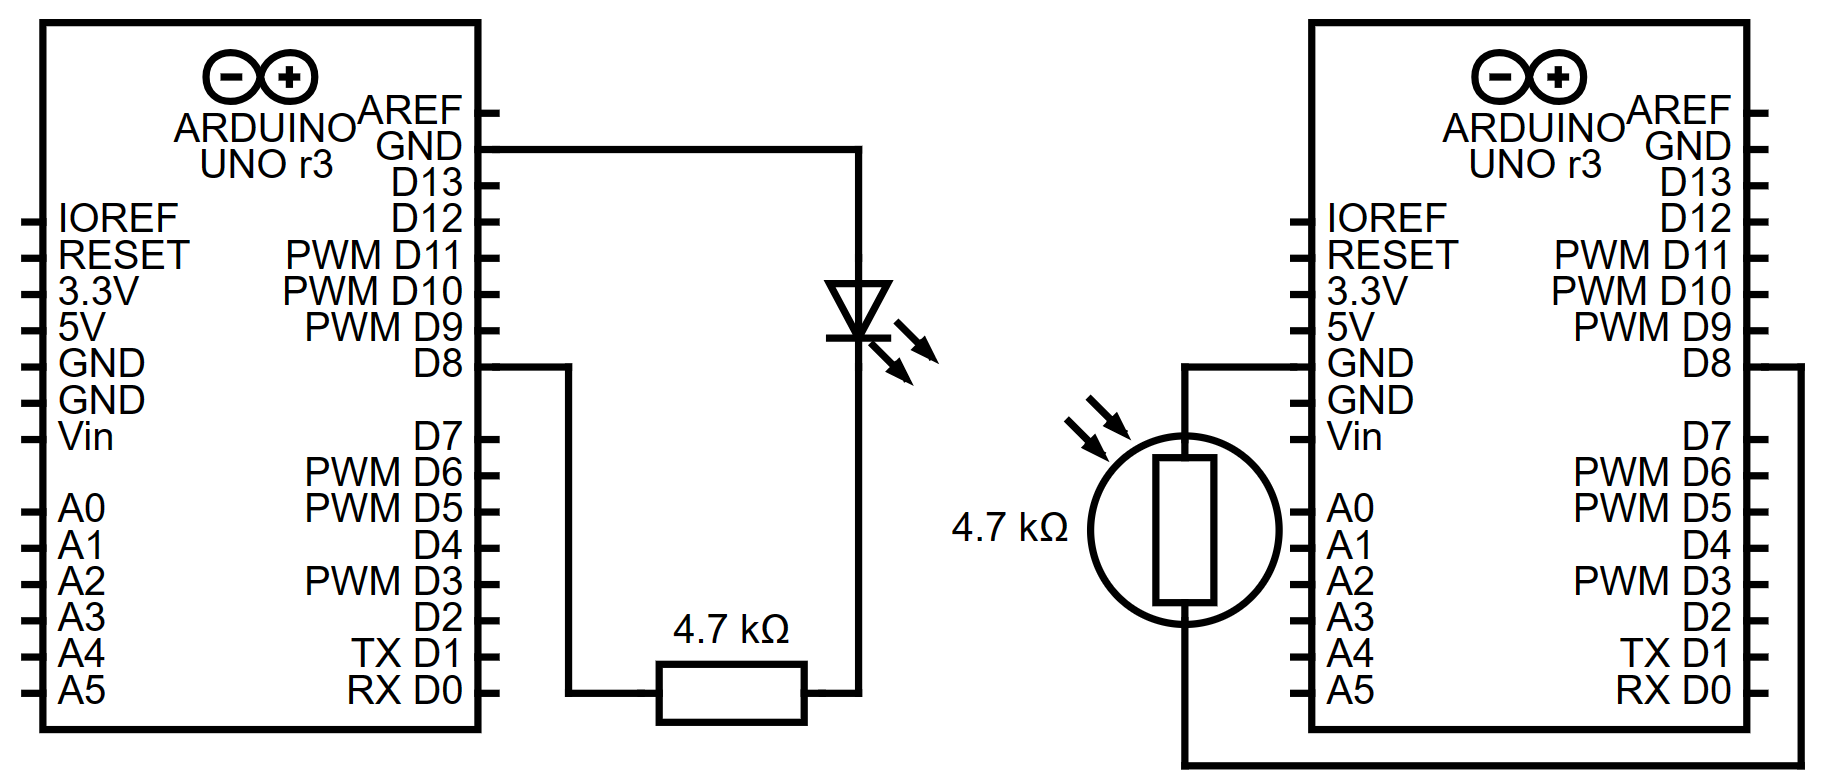 ARDUINO
UNO r3
AREF
GND
D13
D12
PWM D11
PWM D10
PWM D9
D8
D7
PWM D6
PWM D5
D4
PWM D3
D2
TX D1
RX D0
IOREF
RESET
3.3V
5V
GND
GND
Vin
A0
A1
A2
A3
A4
A5
4.7 kΩ
4.7 kΩ
ARDUINO
UNO r3
AREF
GND
D13
D12
PWM D11
PWM D10
PWM D9
D8
D7
PWM D6
PWM D5
D4
PWM D3
D2
TX D1
RX D0
IOREF
RESET
3.3V
5V
GND
GND
Vin
A0
A1
A2
A3
A4
A5